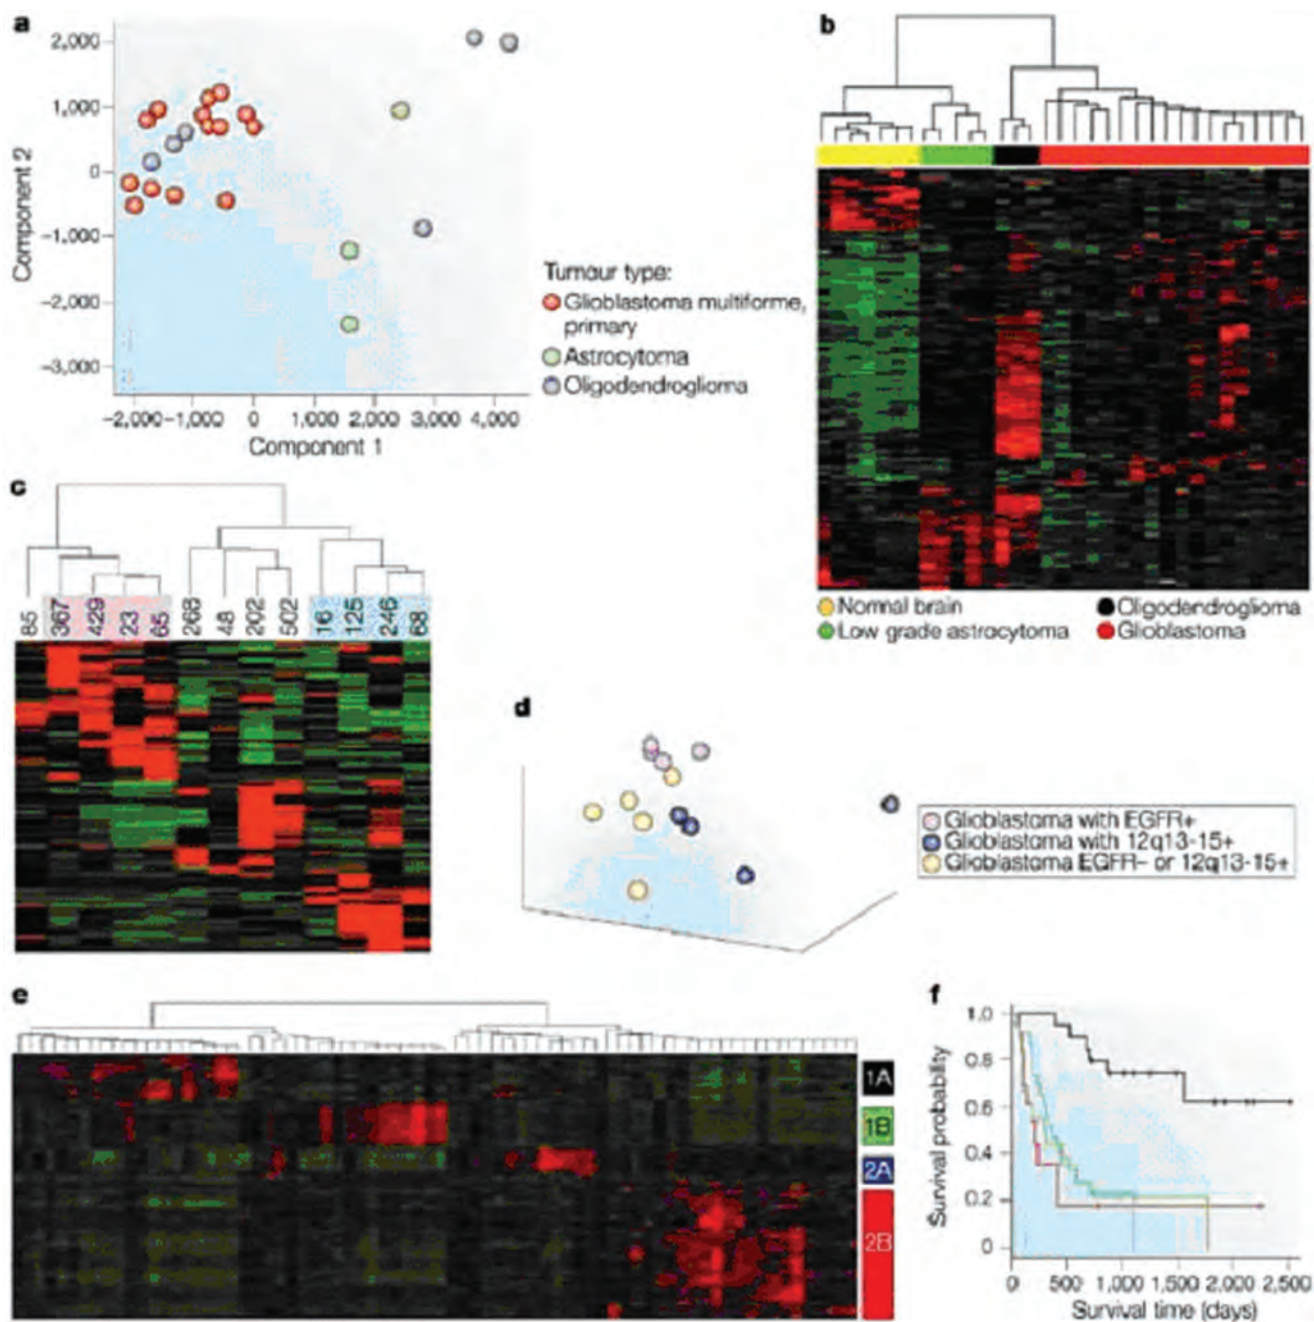 a
2,000
1,000
0
-1,000
-2,000
-3,000
Component 2
-2,000 -1,000 0 1,000 2,000 3,000 4,000
Component 1
Tumour type:
Glioblastoma multiforme,
primary
Astrocytoma
Oligodendroglioma
b
Normal brain
Low grade astrocytoma
Oligodendroglioma
Glioblastoma
c
85 367 429 23 65 268 48 202 502 16 125 246 68
d
Glioblastoma with EGFR+
Glioblastoma with 12q13-15+
Glioblastoma EGFR- or 12q13-15+
e
1A
1B
2A
2B
f
1.0
0.8
0.6
0.4
0.2
0
Survival probability
0 500 1,000 1,500 2,000 2,500
Survival time (days)